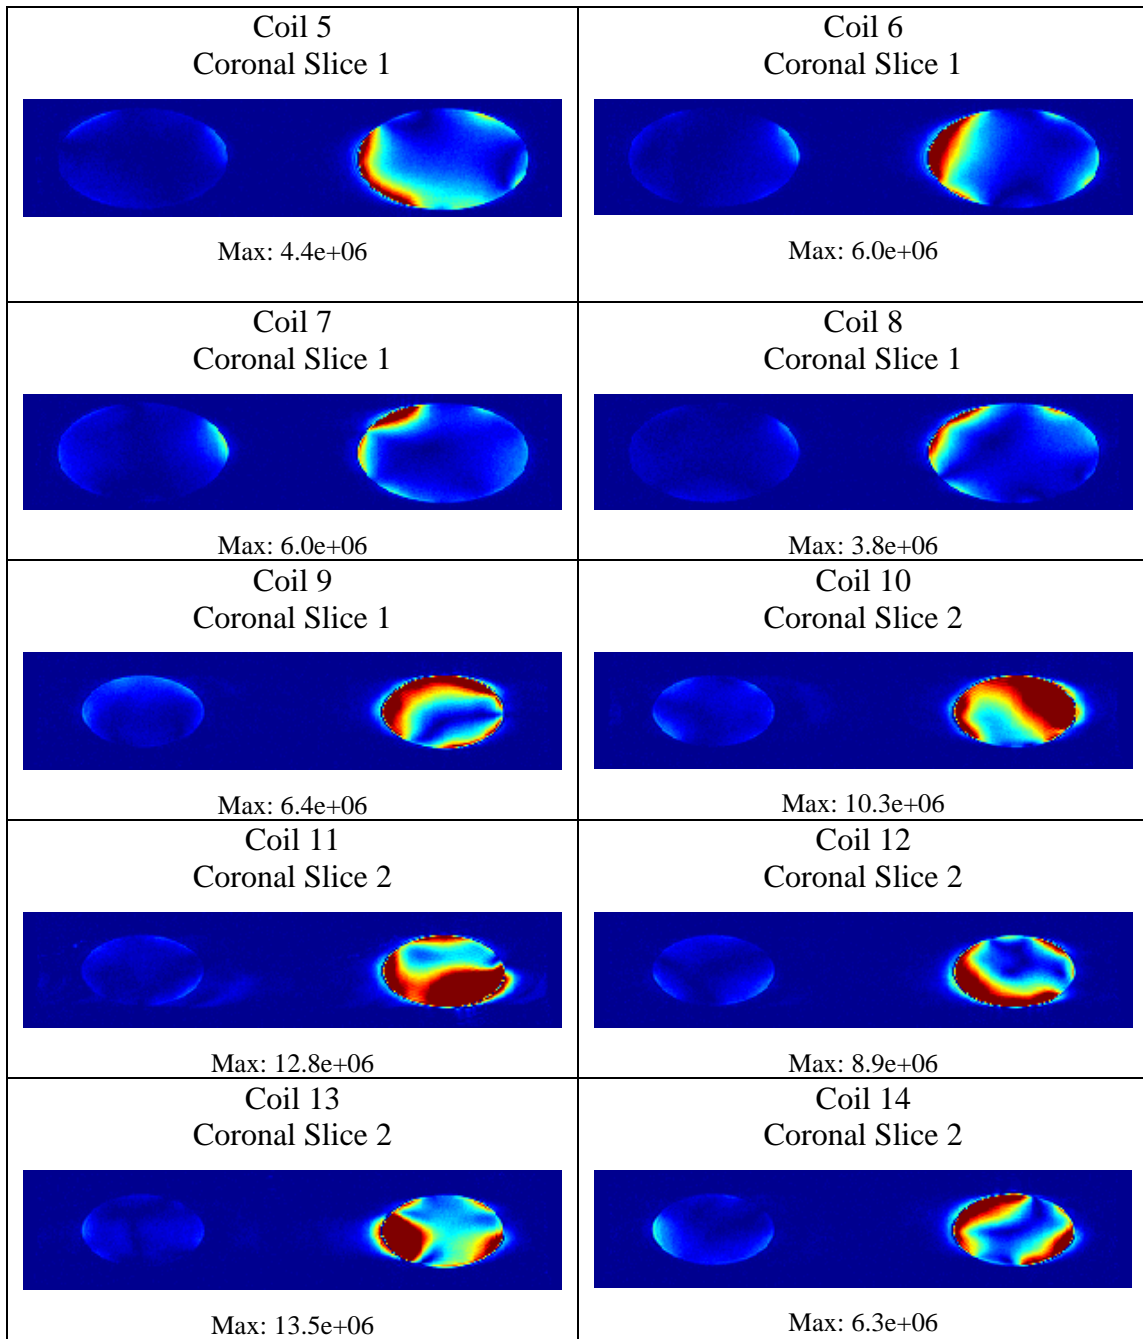 Coil 5
Coronal Slice 1
Max: 4.4e+06
Coil 6
Coronal Slice 1
Max: 6.0e+06
Coil 7
Coronal Slice 1
Max: 6.0e+06
Coil 8
Coronal Slice 1
Max: 3.8e+06
Coil 9
Coronal Slice 1
Max: 6.4e+06
Coil 10
Coronal Slice 2
Max: 10.3e+06
Coil 11
Coronal Slice 2
Max: 12.8e+06
Coil 12
Coronal Slice 2
Max: 8.9e+06
Coil 13
Coronal Slice 2
Max: 13.5e+06
Coil 14
Coronal Slice 2
Max: 6.3e+06